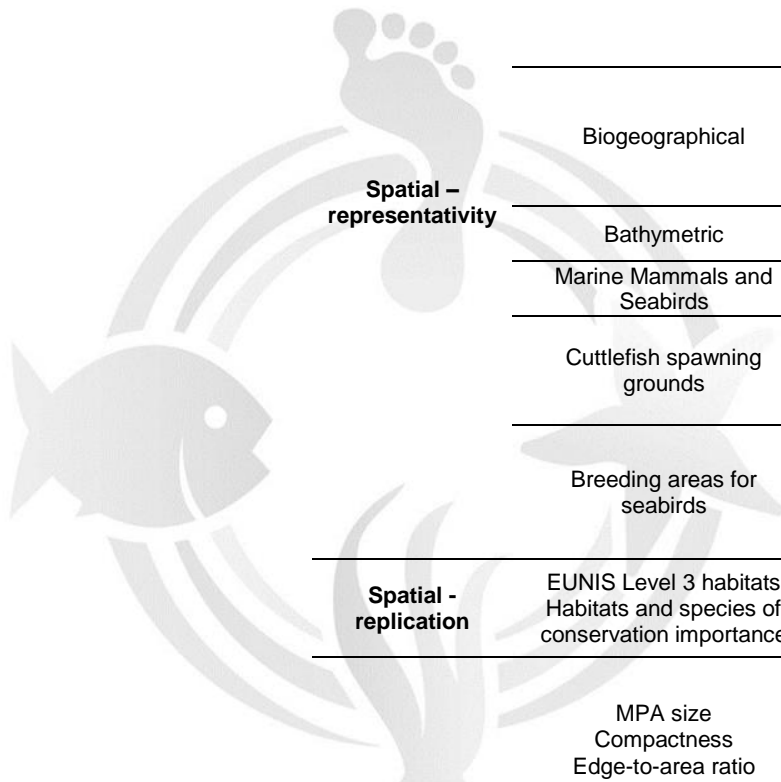 Biogeographical
Spatial –
representativity
Bathymetric
Marine Mammals and
Seabirds
Cuttlefish spawning
grounds
Breeding areas for
seabirds
Spatial -
replication
EUNIS Level 3 habitats
Habitats and species of
conservation importance
MPA size
Compactness
Edge-to-area ratio